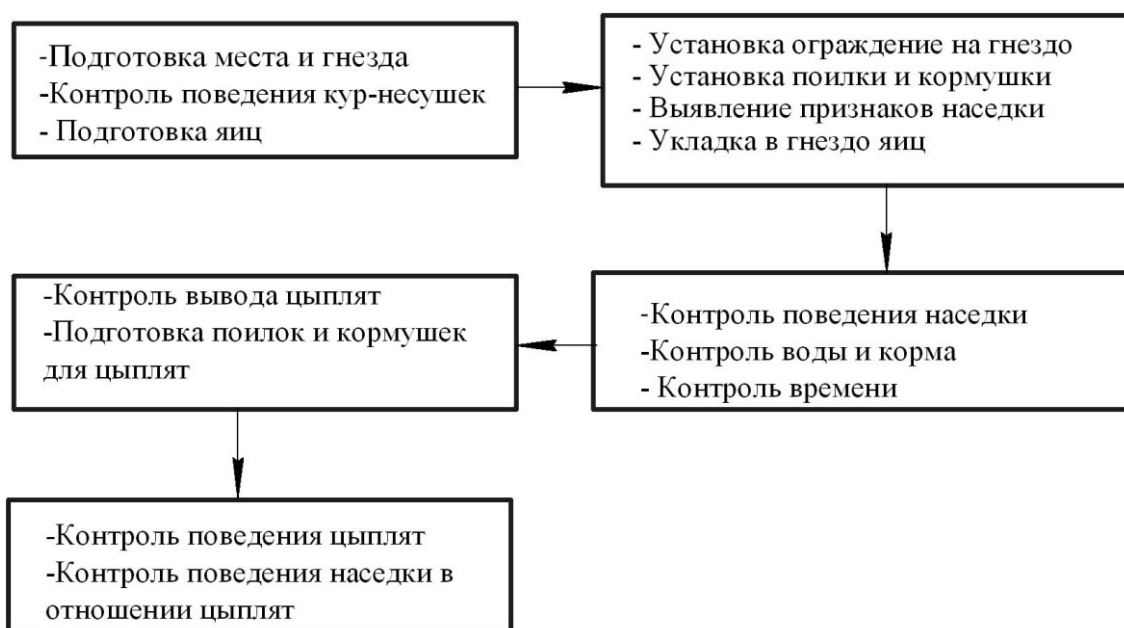 -Подготовка места и гнезда
-Контроль поведения кур-несушек
- Подготовка яиц
- Установка ограждение на гнездо
- Установка поилки и кормушки
- Выявление признаков наседки
- Укладка в гнездо яиц
-Контроль поведения наседки
-Контроль воды и корма
- Контроль времени
-Контроль вывода цыплят
-Подготовка поилок и кормушек
для цыплят
-Контроль поведения цыплят
-Контроль поведения наседки в
отношении цыплят